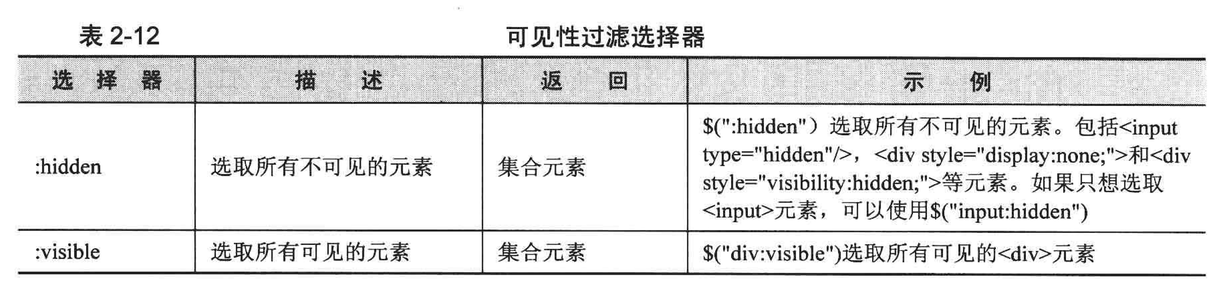 表 2-12 可见性过滤选择器
选 择 器 描 述 返 回 示 例
:hidden 选取所有不可见的元素 集合元素 $(":hidden"）选取所有不可见的元素。包括<input
type="hidden"/>，<div style="display:none;">和<div
style="visibility:hidden;">等元素。如果只想选取
<input>元素，可以使用$("input:hidden")
:visible 选取所有可见的元素 集合元素 $("div:visible")选取所有可见的<div>元素